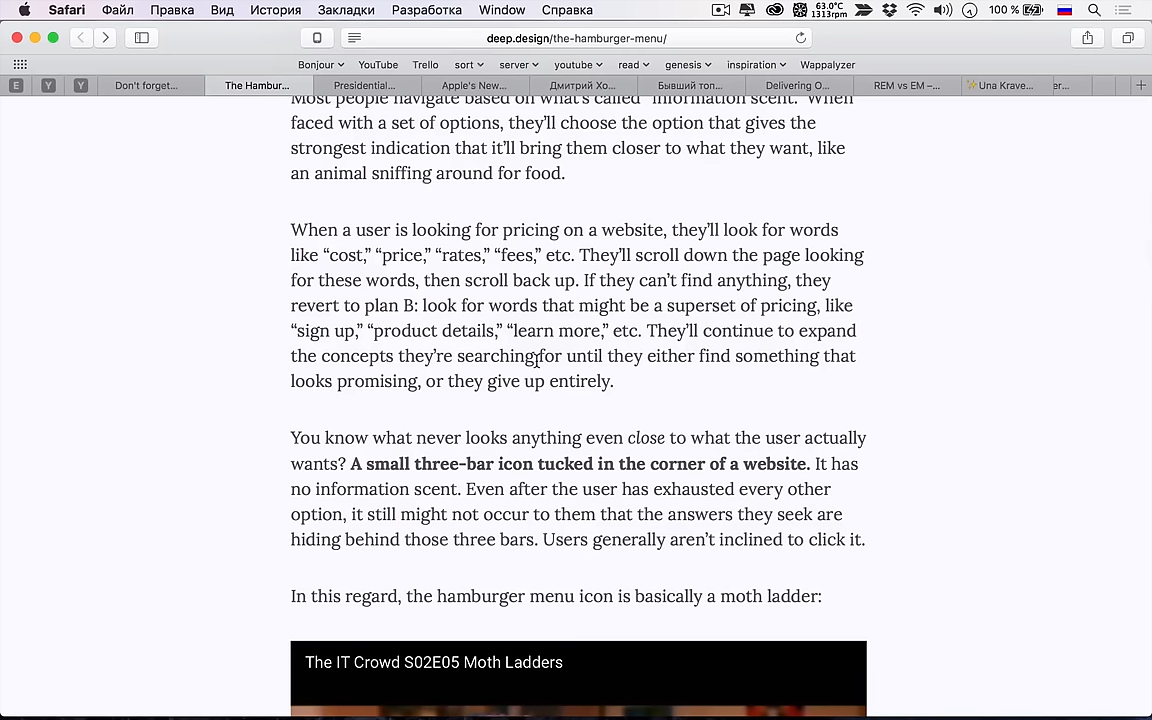 Safari Файл Правка Вид История Закладки Разработка Window Справка 63.0°C 1313rpm 100 %
deep.design/the-hamburger-menu/
Bonjour YouTube Trello sort server youtube read genesis inspiration Wappalyzer
E Y Y Don't forget... The Hambur... Presidential... Apple's New... Дмитрий Хо... Бывший топ... Delivering O... REM vs EM –... Una Krave... er...
Most people navigate based on what's called “information scent.” When
faced with a set of options, they’ll choose the option that gives the
strongest indication that it’ll bring them closer to what they want, like
an animal sniffing around for food.
When a user is looking for pricing on a website, they’ll look for words
like “cost,” “price,” “rates,” “fees,” etc. They’ll scroll down the page looking
for these words, then scroll back up. If they can’t find anything, they
revert to plan B: look for words that might be a superset of pricing, like
“sign up,” “product details,” “learn more,” etc. They’ll continue to expand
the concepts they’re searching for until they either find something that
looks promising, or they give up entirely.
You know what never looks anything even close to what the user actually
wants? A small three-bar icon tucked in the corner of a website. It has
no information scent. Even after the user has exhausted every other
option, it still might not occur to them that the answers they seek are
hiding behind those three bars. Users generally aren’t inclined to click it.
In this regard, the hamburger menu icon is basically a moth ladder:
The IT Crowd S02E05 Moth Ladders